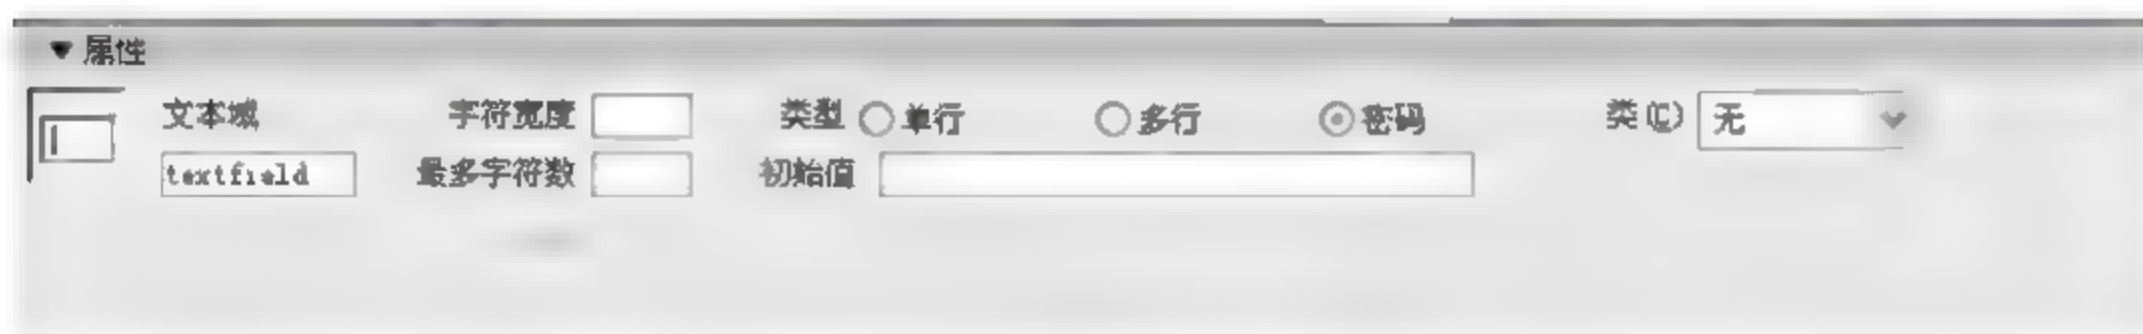 属性
文本域 字符宽度 类型 单行 多行 密码 类(C) 无
textfield 最多字符数 初始值